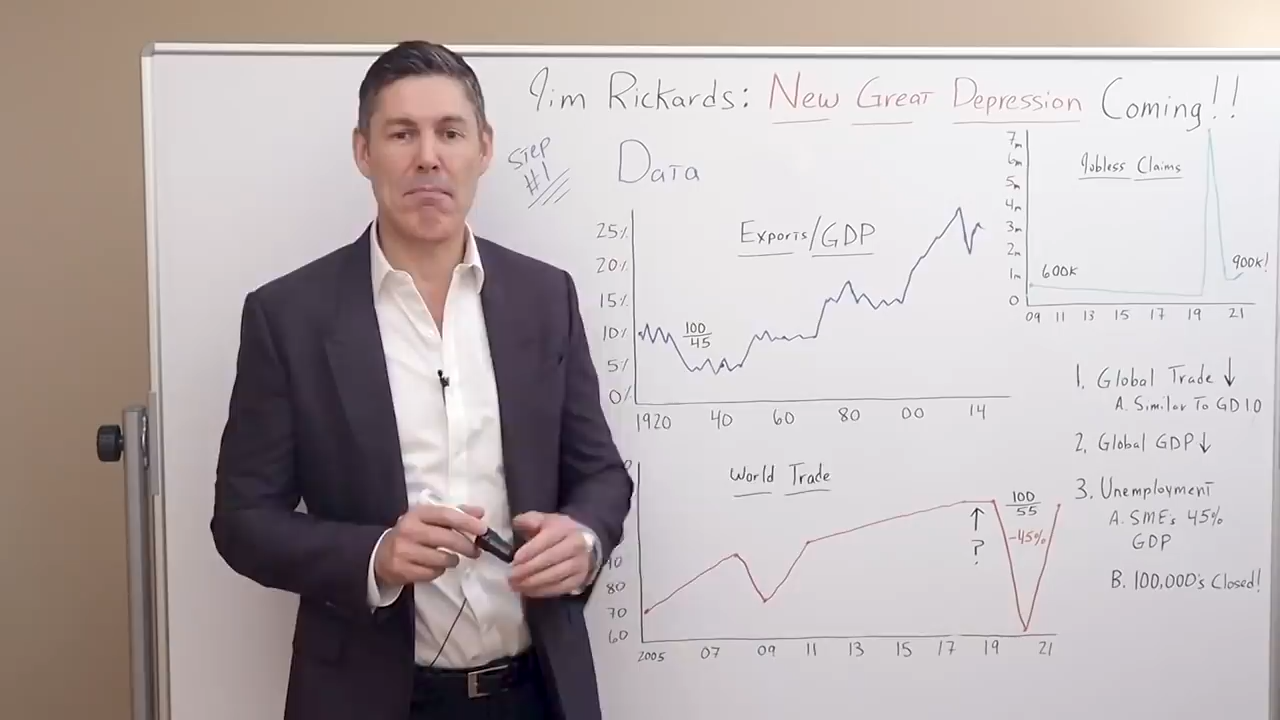 Jim Rickards: New Great Depression Coming!!
Step
#1
Data
Exports/GDP
25%
20%
15%
10%
5%
0%
100
45
1920 40 60 80 00 14
Jobless Claims
7m
6m
5m
4m
3m
2m
1m
0
600K
900K!
09 11 13 15 17 19 21
World Trade
80
70
60
100
55
-45%
?
2005 07 09 11 13 15 17 19 21
1. Global Trade ↓
A. Similar To GD 1.0
2. Global GDP ↓
3. Unemployment
A. SME's 45%
GDP
B. 100,000's Closed!